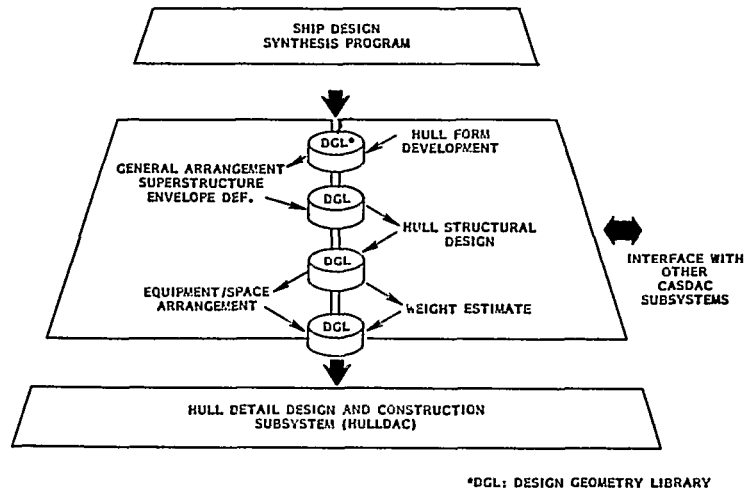 SHIP DESIGN
SYNTHESIS PROGRAM
DGL*
HULL FORM
DEVELOPMENT
GENERAL ARRANGEMENT
SUPERSTRUCTURE
ENVELOPE DEF.
DGL
HULL STRUCTURAL
DESIGN
DGL
EQUIPMENT/SPACE
ARRANGEMENT
WEIGHT ESTIMATE
DGL
INTERFACE WITH
OTHER
CASDAC
SUBSYSTEMS
HULL DETAIL DESIGN AND CONSTRUCTION
SUBSYSTEM (HULLDAC)
*DGL: DESIGN GEOMETRY LIBRARY